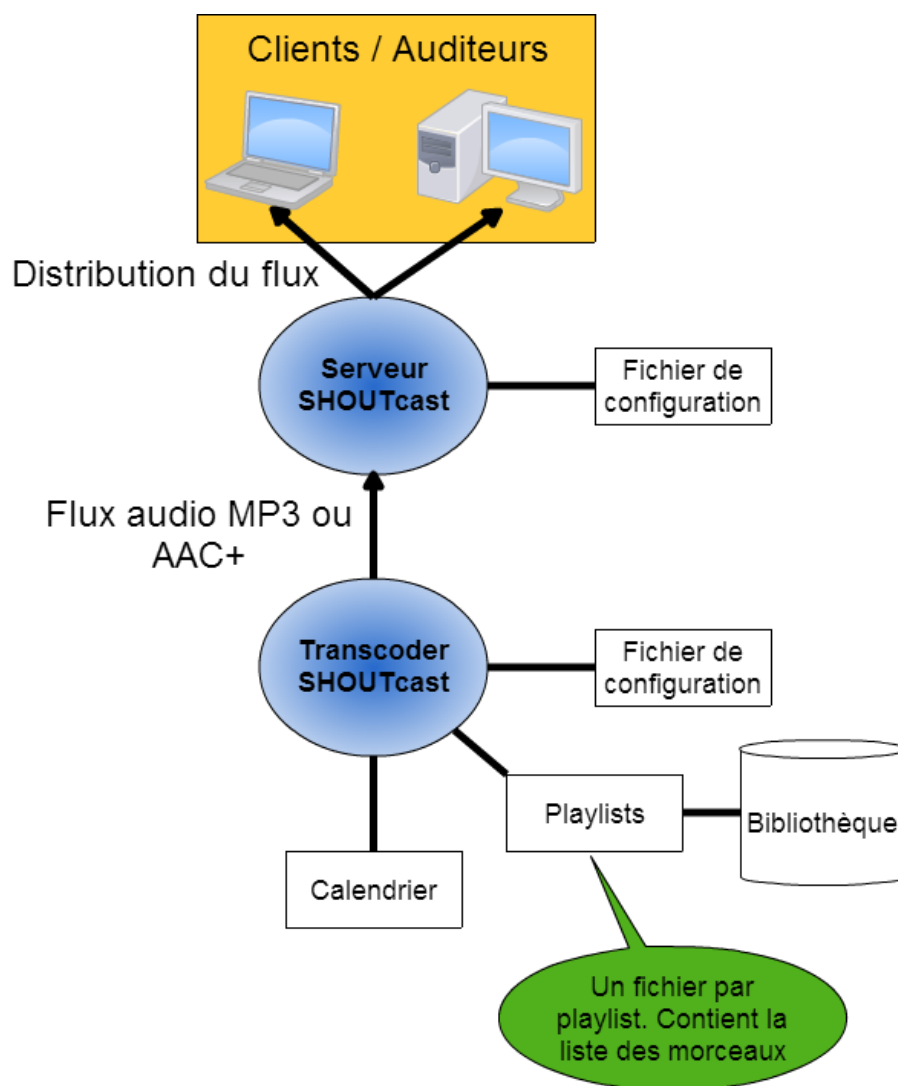 Clients / Auditeurs
Distribution du flux
Serveur
SHOUTcast
Fichier de
configuration
Flux audio MP3 ou
AAC+
Transcoder
SHOUTcast
Fichier de
configuration
Playlists
Bibliothèque
Calendrier
Un fichier par
playlist. Contient la
liste des morceaux